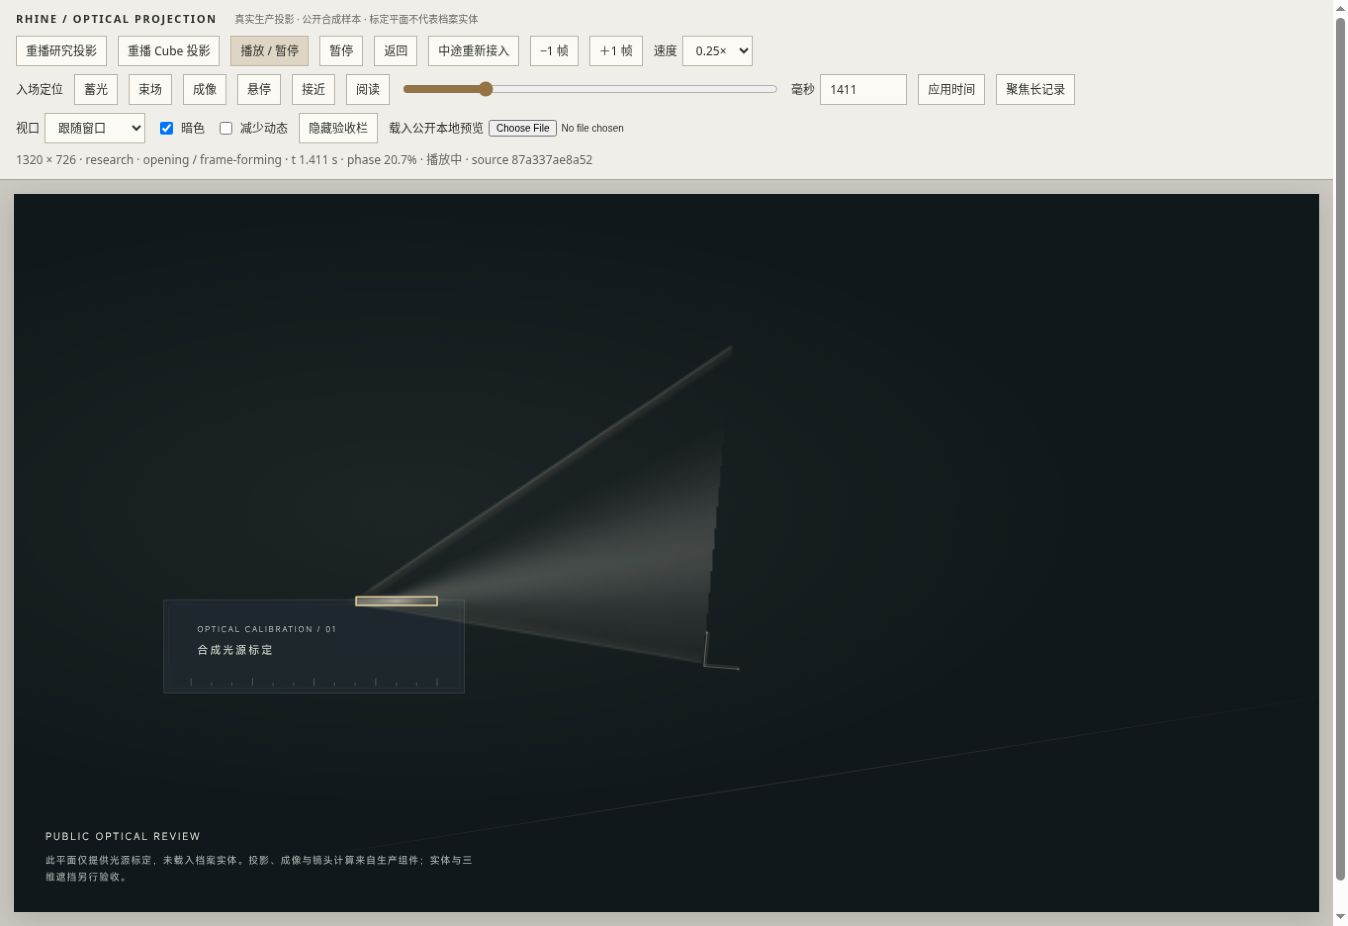 RHINE / OPTICAL PROJECTION 真实生产投影 · 公开合成样本 · 标定平面不代表档案实体
重播研究投影 重播 Cube 投影 播放 / 暂停 暂停 返回 中途重新接入 −1 帧 ＋1 帧 速度 0.25×
入场定位 蓄光 束场 成像 悬停 接近 阅读 毫秒 1411 应用时间 聚焦长记录
视口 跟随窗口 暗色 减少动态 隐藏验收栏 载入公开本地预览 Choose File No file chosen
1320 × 726 · research · opening / frame-forming · t 1.411 s · phase 20.7% · 播放中 · source 87a337ae8a52
OPTICAL CALIBRATION / 01
合成光源标定
PUBLIC OPTICAL REVIEW
此平面仅提供光源标定，未载入档案实体。投影、成像与镜头计算来自生产组件；实体与三
维遮挡另行验收。